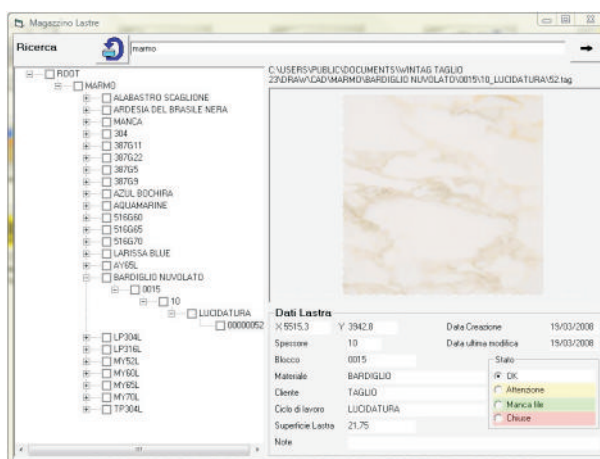 Magazzino Lastre
Ricerca
marmo
ROOT
MARMO
ALABASTRO SCAGLIONE
ARDESIA DEL BRASILE NERA
MANCA
304
387G11
387G22
387G5
387G9
AZUL BOCHIRA
AQUAMARINE
516G60
516G65
516G70
LARISSA BLUE
AY65L
BARDIGLIO NUVOLATO
0015
10
LUCIDATURA
00000052
LP304L
LP316L
MY52L
MY60L
MY65L
MY70L
TP304L
C:\USERS\PUBLIC\DOCUMENTS\WINTAG TAGLIO
23\DRAW\CAD\MARMO\BARDIGLIO NUVOLATO\0015\10_LUCIDATURA\52.tag
Dati Lastra
X 5515.3 Y 3942.8 Data Creazione 19/03/2008
Spessore 10 Data ultima modifica 19/03/2008
Blocco 0015 Stato
Materiale BARDIGLIO OK
Cliente TAGLIO Attenzione
Ciclo di lavoro LUCIDATURA Manca file
Superficie Lastra 21,75 Chiuse
Note